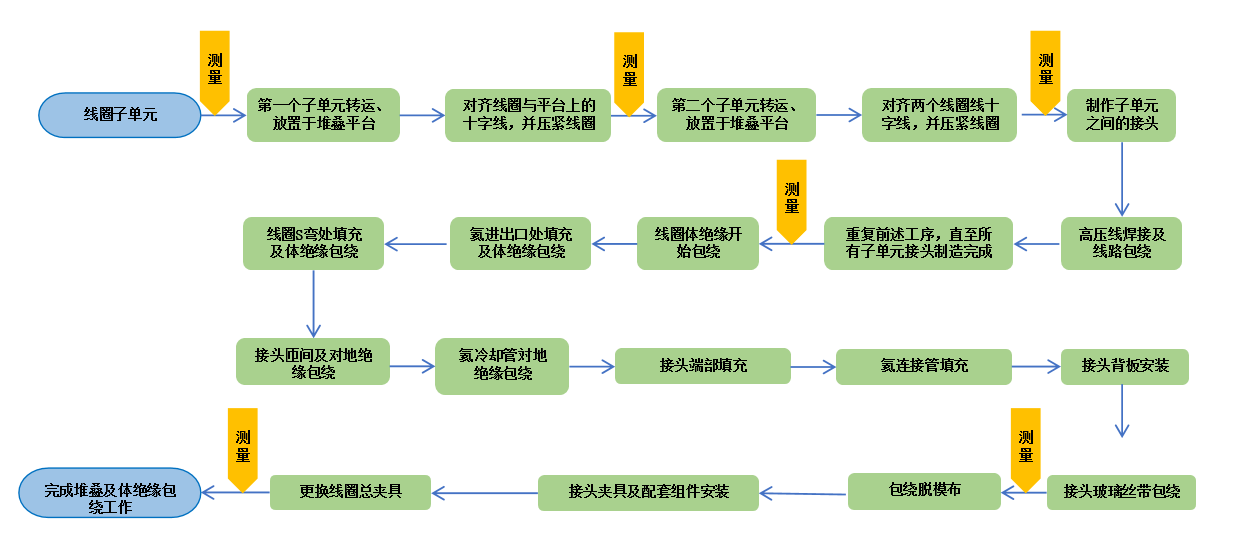 测
量
测
量
测
量
线圈子单元
第一个子单元转运、
放置于堆叠平台
对齐线圈与平台上的
十字线，并压紧线圈
第二个子单元转运、
放置于堆叠平台
对齐两个线圈线十
字线，并压紧线圈
制作子单元
之间的接头
测
量
线圈S弯处填充
及体绝缘包绕
氦进出口处填充
及体绝缘包绕
线圈体绝缘开
始包绕
重复前述工序，直至所
有子单元接头制造完成
高压线焊接及
线路包绕
接头匝间及对地绝
缘包绕
氦冷却管对地
绝缘包绕
接头端部填充
氦连接管填充
接头背板安装
测
量
测
量
完成堆叠及体绝缘包
绕工作
更换线圈总夹具
接头夹具及配套组件安装
包绕脱模布
接头玻璃丝带包绕